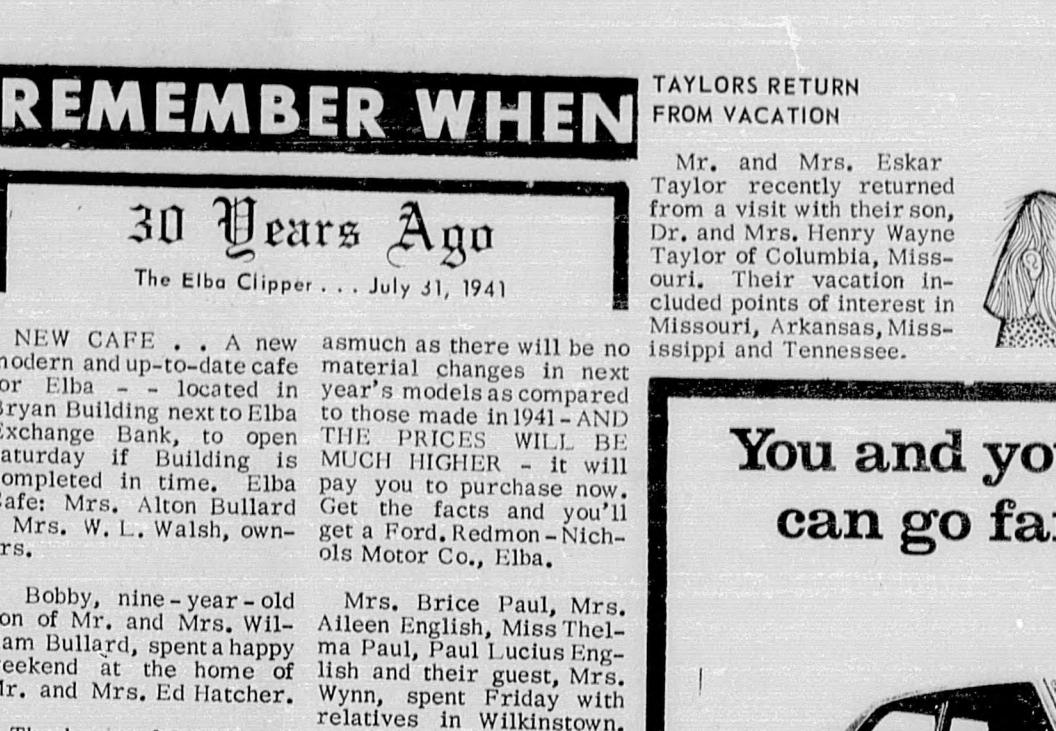 REMEMBER WHEN
30 Years Ago
The Elba Clipper . . . July 31, 1941
NEW CAFE . . A new
modern and up-to-date cafe
for Elba - - located in
Bryan Building next to Elba
Exchange Bank, to open
Saturday if Building is
completed in time. Elba
Cafe: Mrs. Alton Bullard
Mrs. W. L. Walsh, own-
ers.
Bobby, nine-year-old
son of Mr. and Mrs. Wil-
liam Bullard, spent a happy
weekend at the home of
Mr. and Mrs. Ed Hatcher.
asmuch as there will be no
material changes in next
year's models as compared
to those made in 1941 - AND
THE PRICES WILL BE
MUCH HIGHER - it will
pay you to purchase now.
Get the facts and you'll
get a Ford. Redmon-Nich-
ols Motor Co., Elba.
Mrs. Brice Paul, Mrs.
Aileen English, Miss Thel-
ma Paul, Paul Lucius Eng-
lish and their guest, Mrs.
Wynn, spent Friday with
relatives in Wilkinstown.
TAYLORS RETURN
FROM VACATION
Mr. and Mrs. Eskar
Taylor recently returned
from a visit with their son,
Dr. and Mrs. Henry Wayne
Taylor of Columbia, Miss-
ouri. Their vacation in-
cluded points of interest in
Missouri, Arkansas, Miss-
issippi and Tennessee.
You and yo
can go fa